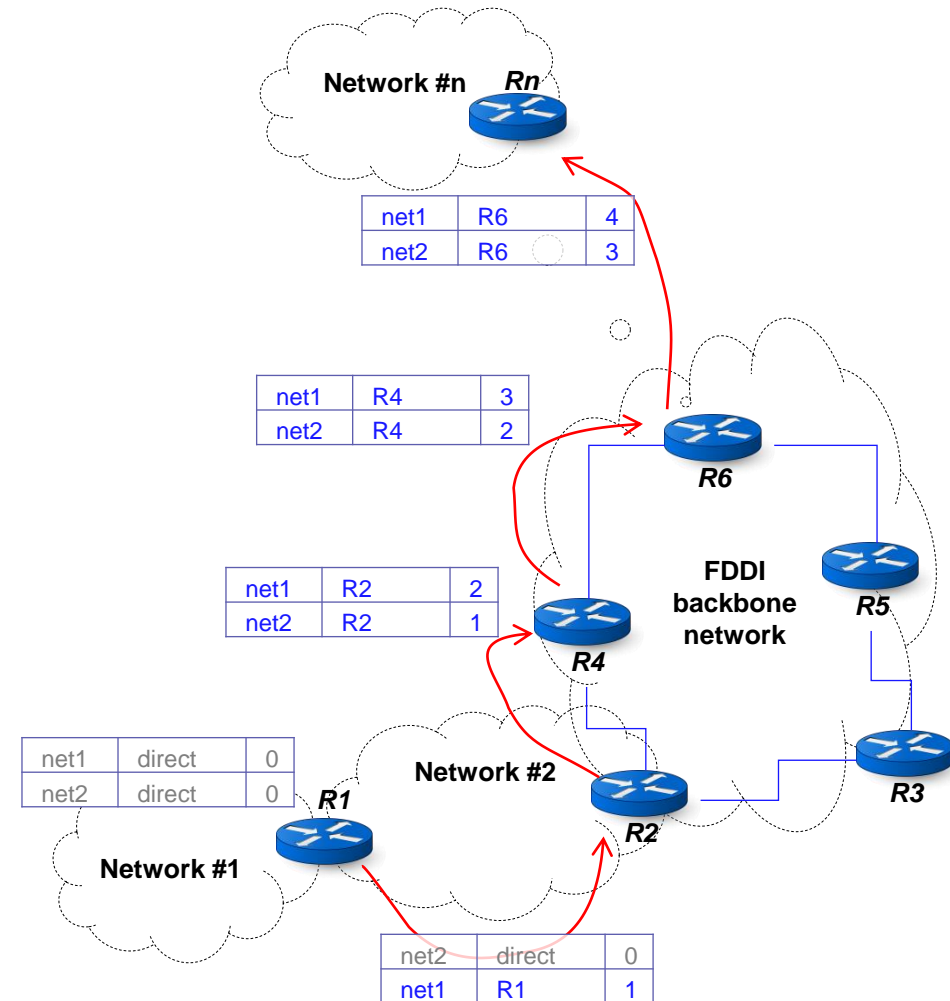 Network #n
Rn
net1 R6 4
net2 R6 3
net1 R4 3
net2 R4 2
R6
FDDI
backbone
network
R5
net1 R2 2
net2 R2 1
R4
net1 direct 0
net2 direct 0
Network #2
R3
R1
R2
Network #1
net2 direct 0
net1 R1 1